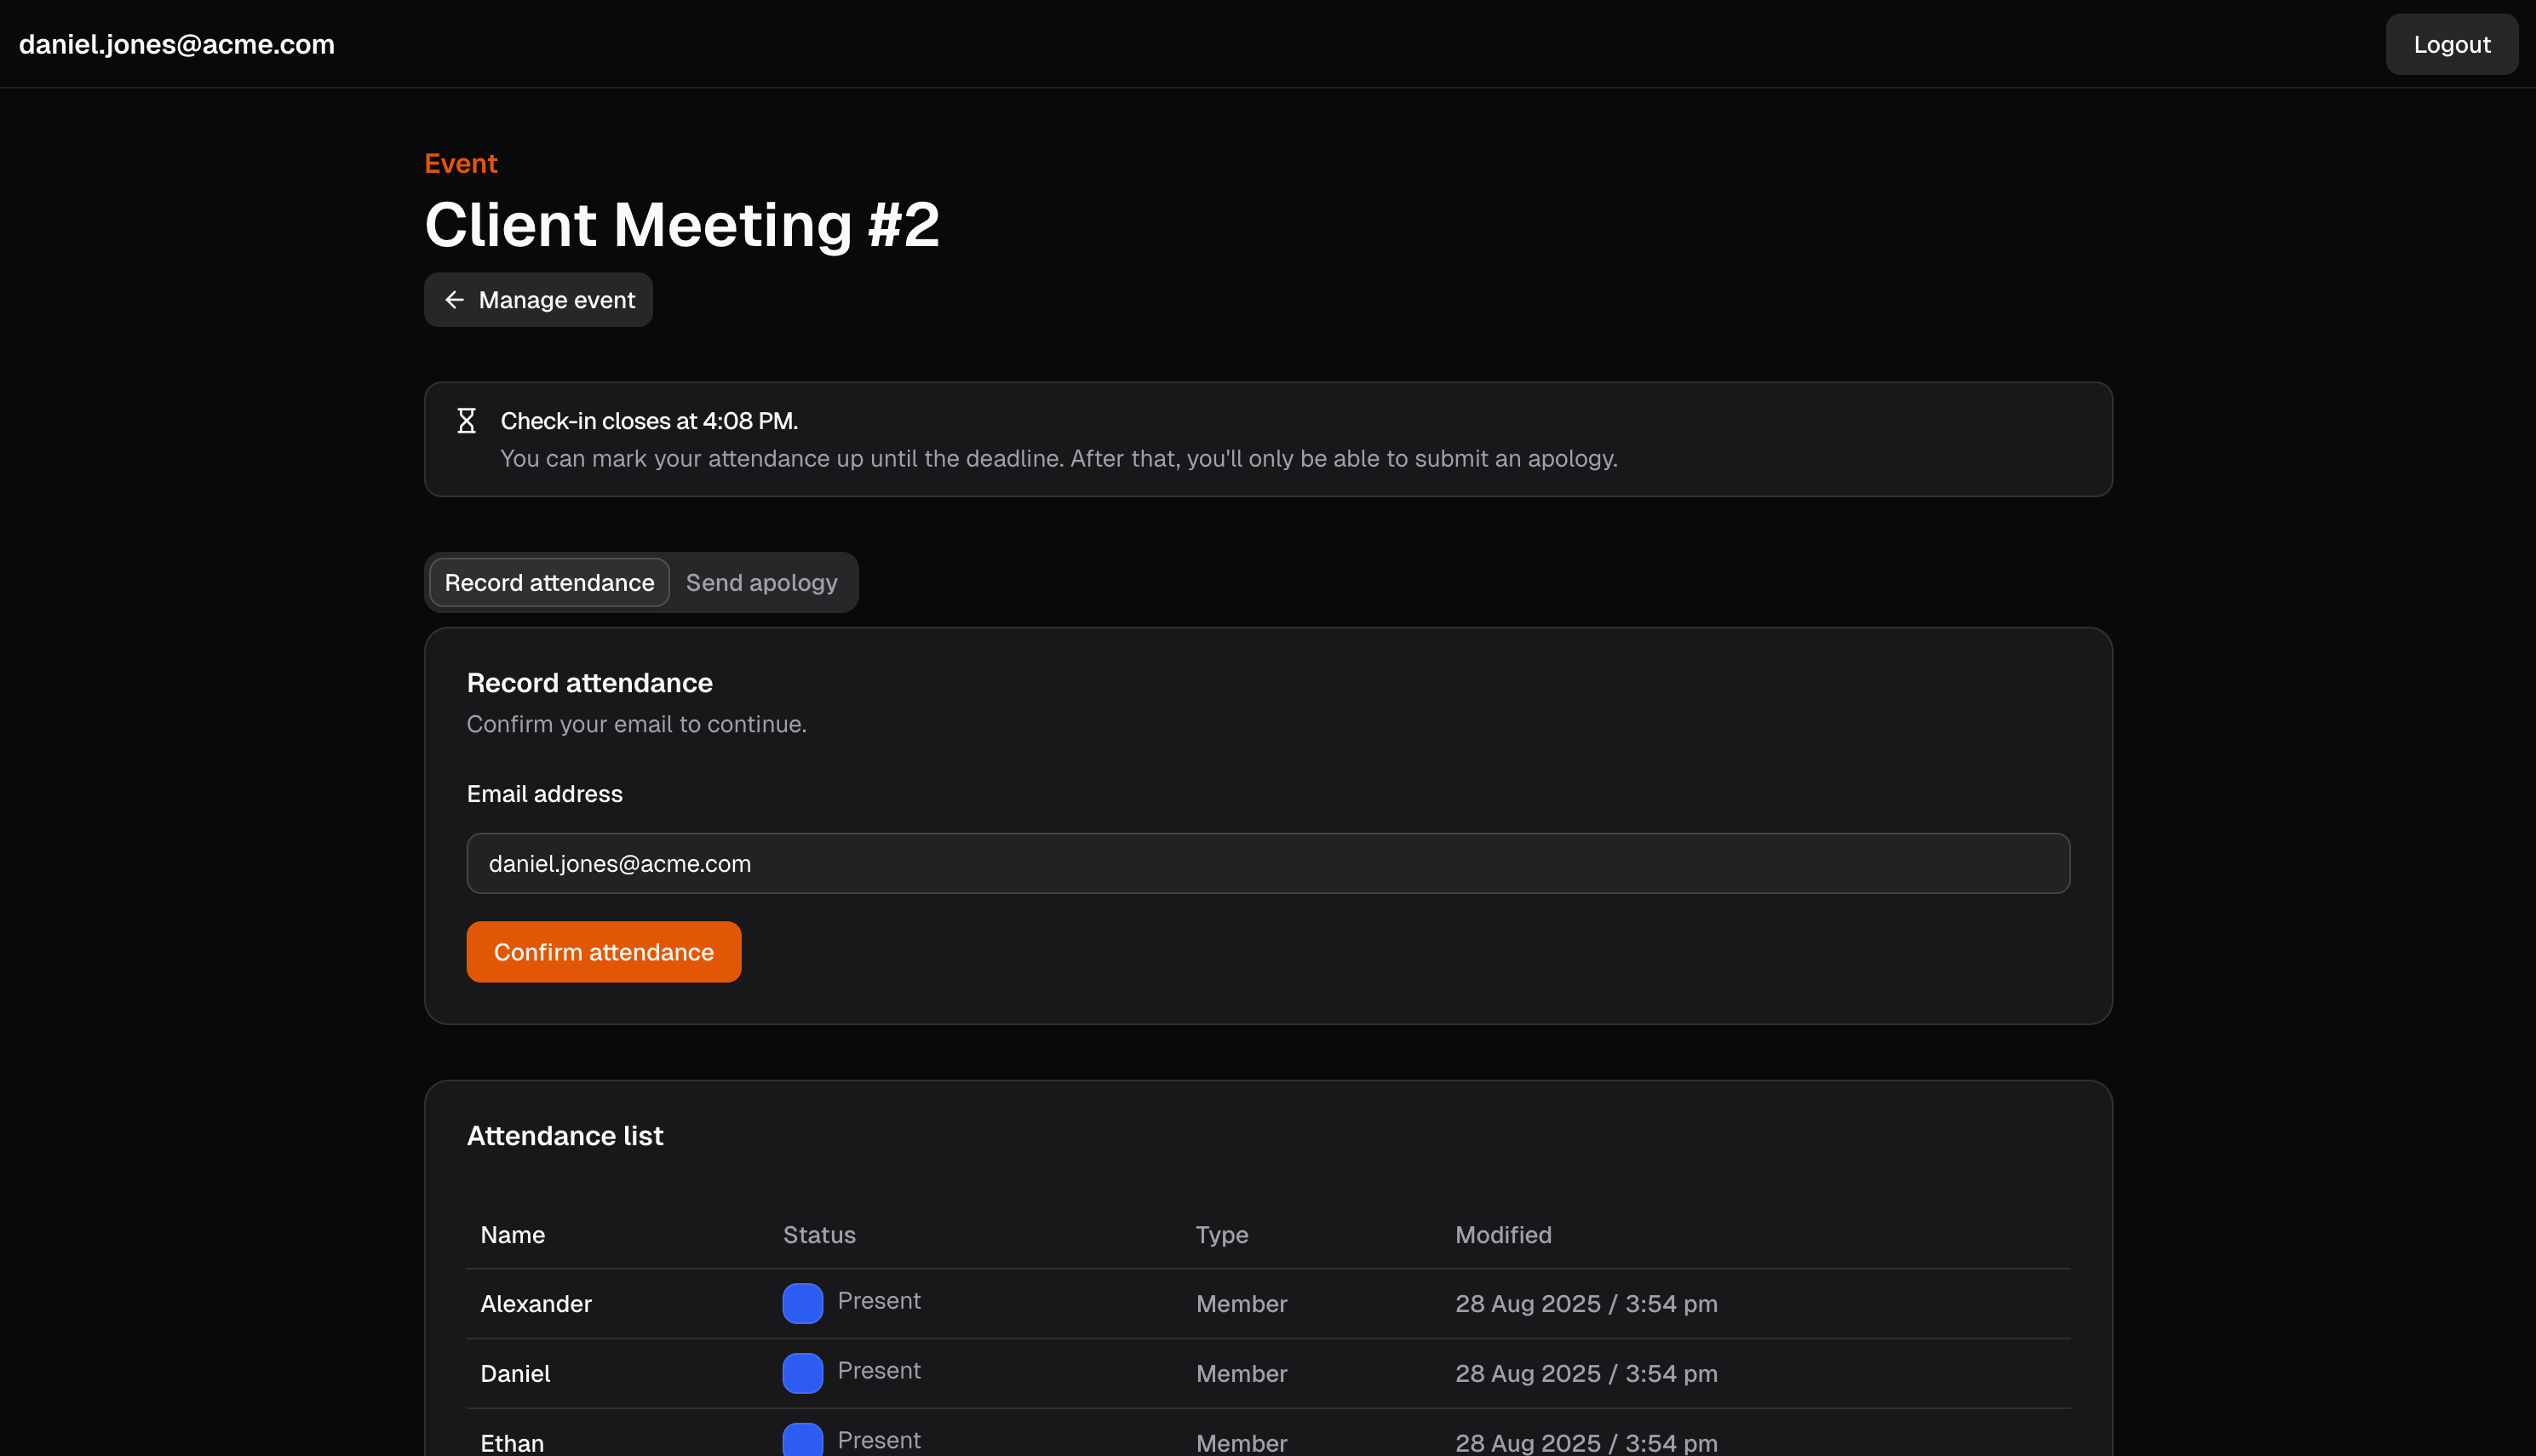 daniel.jones@acme.com Logout
Event
Client Meeting #2
Manage event
Check-in closes at 4:08 PM.
You can mark your attendance up until the deadline. After that, you'll only be able to submit an apology.
Record attendance Send apology
Record attendance
Confirm your email to continue.
Email address
daniel.jones@acme.com
Confirm attendance
Attendance list
Name Status Type Modified
Alexander Present Member 28 Aug 2025 / 3:54 pm
Daniel Present Member 28 Aug 2025 / 3:54 pm
Ethan Present Member 28 Aug 2025 / 3:54 pm